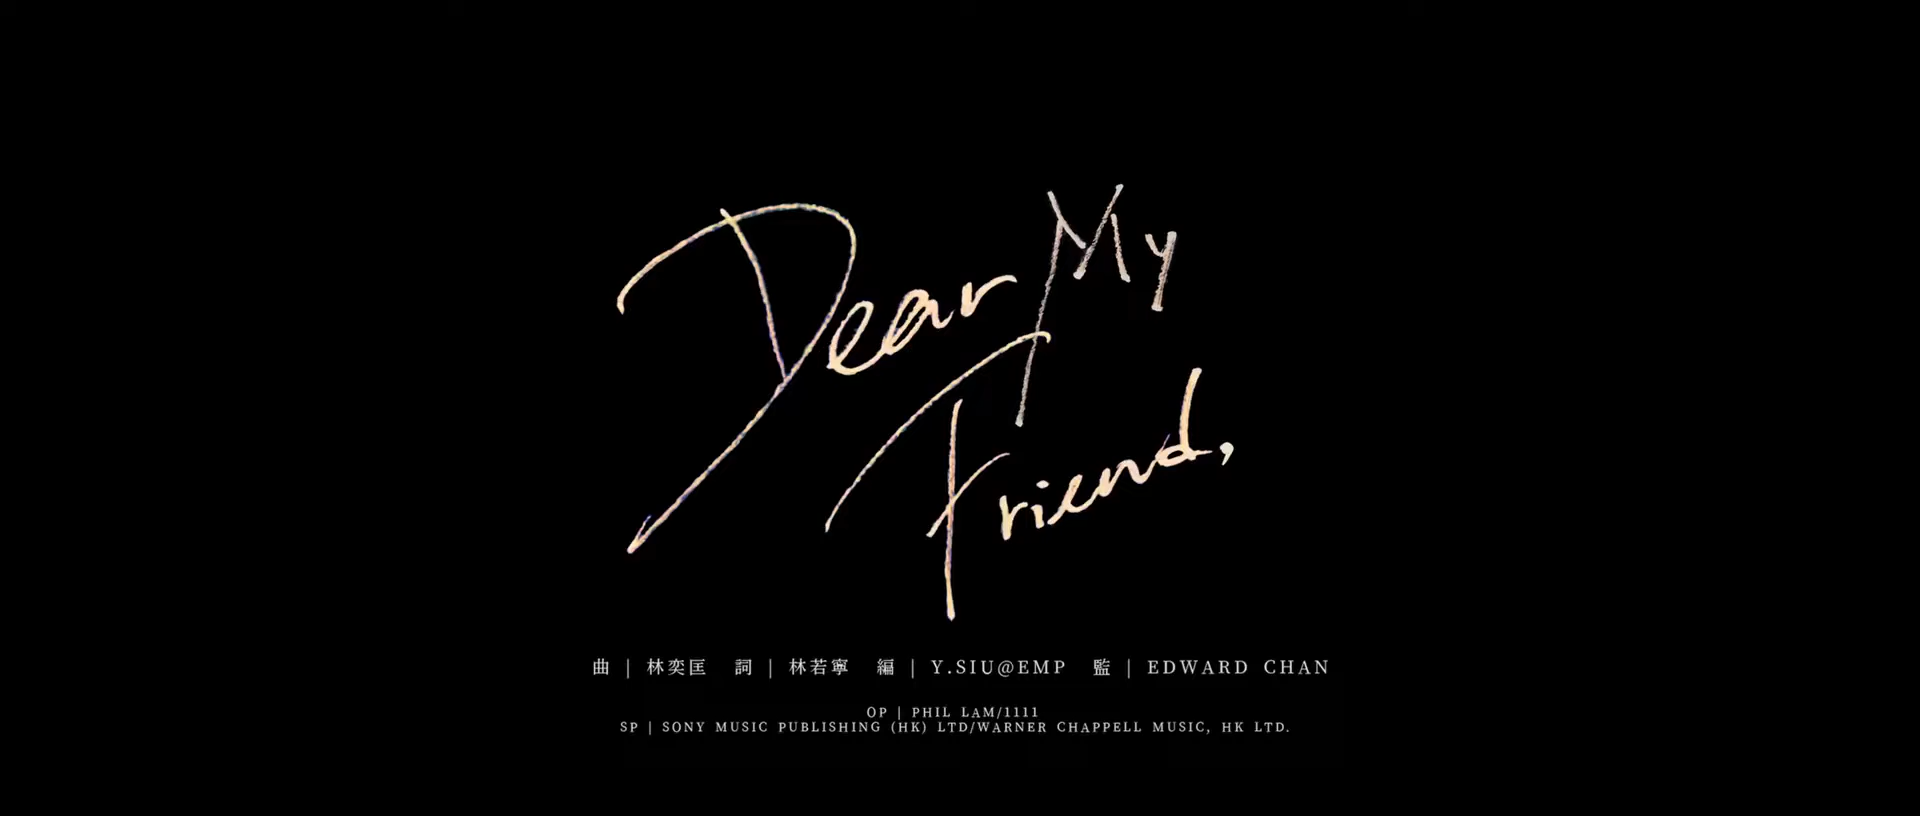 Dear My
Friend,
曲 | 林奕匡 詞 | 林若寧 編 | Y.SIU@EMP 監 | EDWARD CHAN
OP | PHIL LAM/1111
SP | SONY MUSIC PUBLISHING (HK) LTD/WARNER CHAPPELL MUSIC, HK LTD.